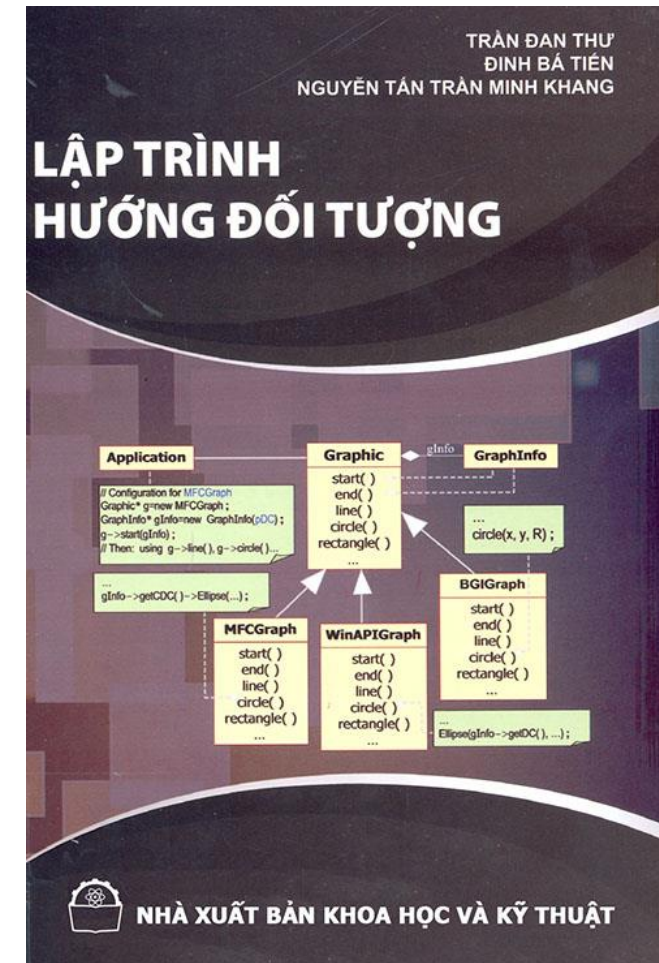 TRẦN ĐAN THƯ
ĐINH BÁ TIẾN
NGUYỄN TẤN TRẦN MINH KHANG
LẬP TRÌNH
HƯỚNG ĐỐI TƯỢNG
Application
Graphic
gInfo
GraphInfo
// Configuration for MFCGraph
Graphic* g=new MFCGraph ;
GraphInfo* gInfo=new GraphInfo(pDC) ;
g->start(gInfo) ;
// Then: using g->line( ), g->circle( )...
start( )
end( )
line( )
circle( )
rectangle( )
...
...
circle(x, y, R) ;
...
gInfo->getCDC( )->Ellipse(...) ;
BGIGraph
start( )
end( )
line( )
circle( )
rectangle( )
...
MFCGraph
start( )
end( )
line( )
circle( )
rectangle( )
...
WinAPIGraph
start( )
end( )
line( )
circle( )
rectangle( )
...
...
Ellipse(gInfo->getDC( ), ...) ;
NHÀ XUẤT BẢN KHOA HỌC VÀ KỸ THUẬT